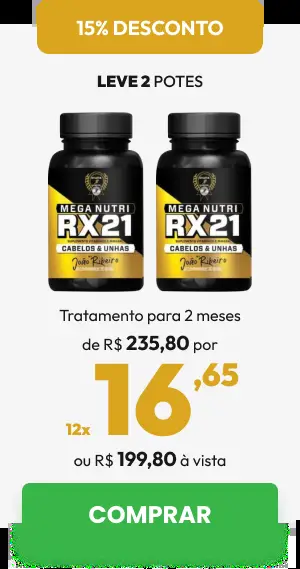 15% DESCONTO
LEVE 2 POTES
MEGA NUTRI MEGA NUTRI
RX21 RX21
CABELOS & UNHAS CABELOS & UNHAS
João Ribeiro João Ribeiro
Tratamento para 2 meses
de R$ 235,80 por
12x 16,65
ou R$ 199,80 à vista
COMPRAR